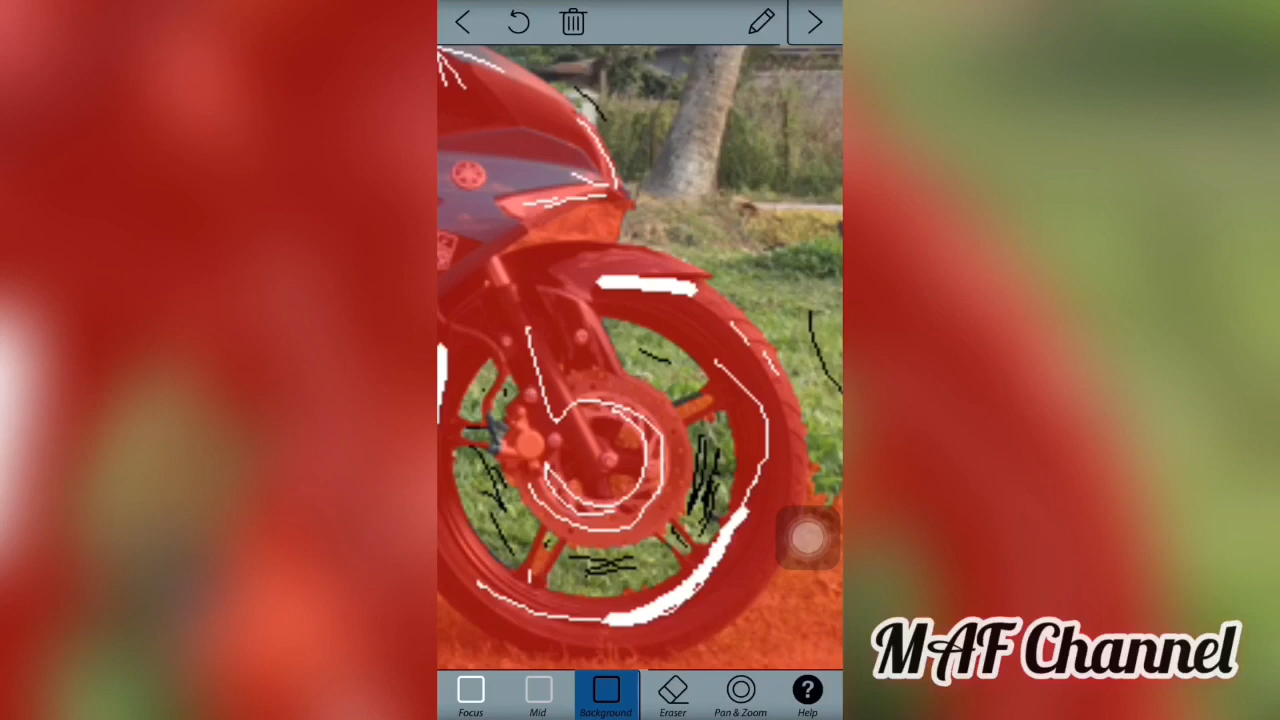 Focus
Mid
Background
Eraser
Pan & Zoom
?
Help
MAF Channel